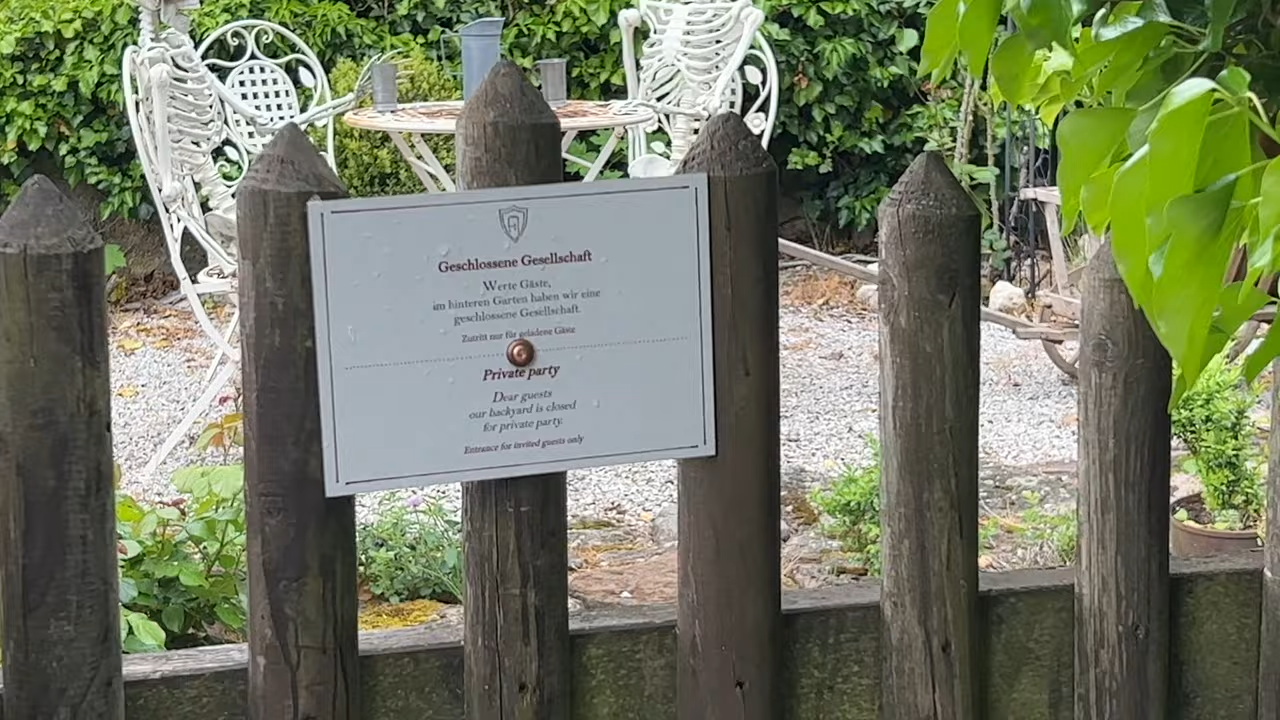 Geschlossene Gesellschaft
Werte Gäste,
im hinteren Garten haben wir eine
geschlossene Gesellschaft.
Zutritt nur für geladene Gäste
Private party
Dear guests
our backyard is closed
for private party.
Entrance for invited guests only